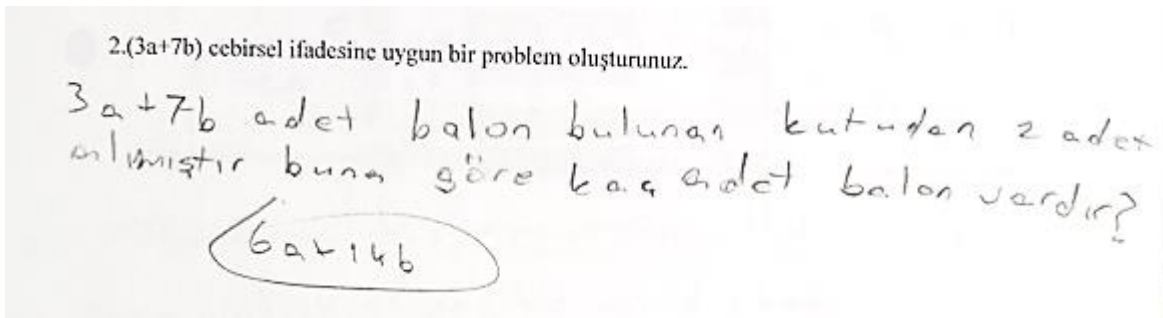 2.(3a+7b) cebirsel ifadesine uygun bir problem oluşturunuz.
3a+7b adet balon bulunan kutudan 2 adet
alımıştır buna göre kaç adet balon vardır?
6a+14b